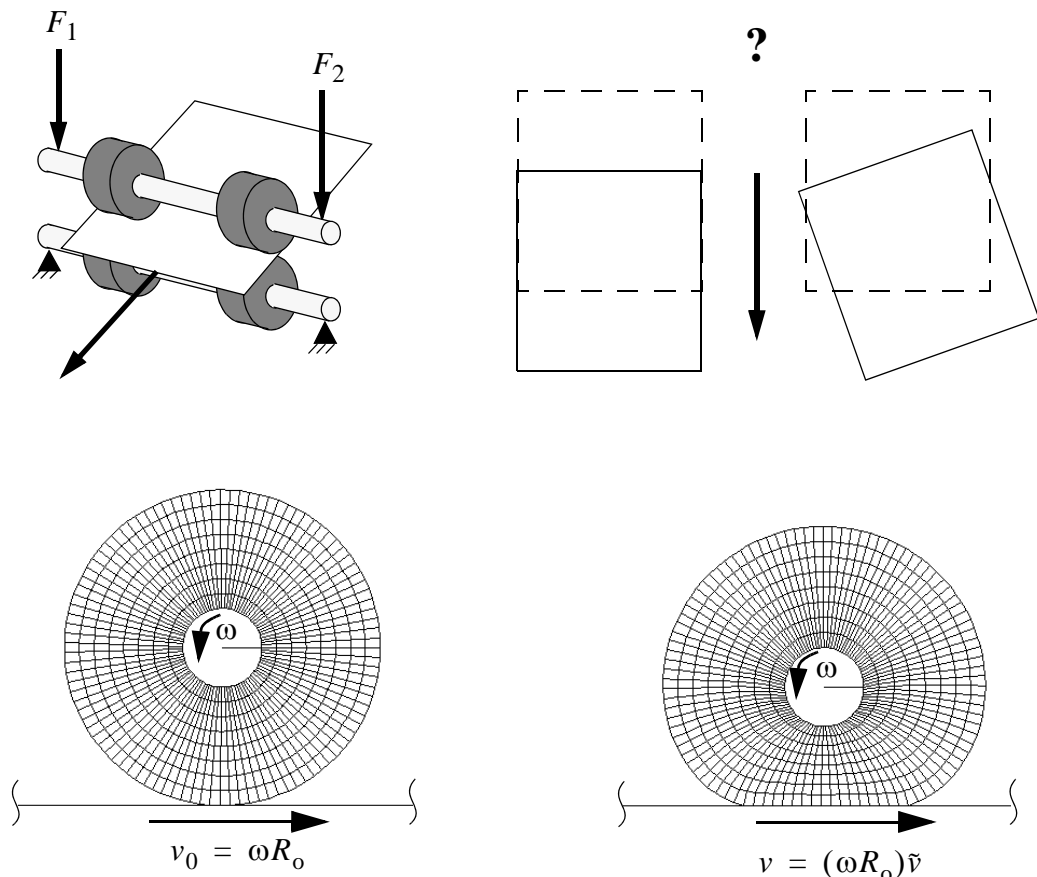 F₁
F₂
?
ω
ω
v₀ = ωRₒ
v = (ωRₒ)ṽ